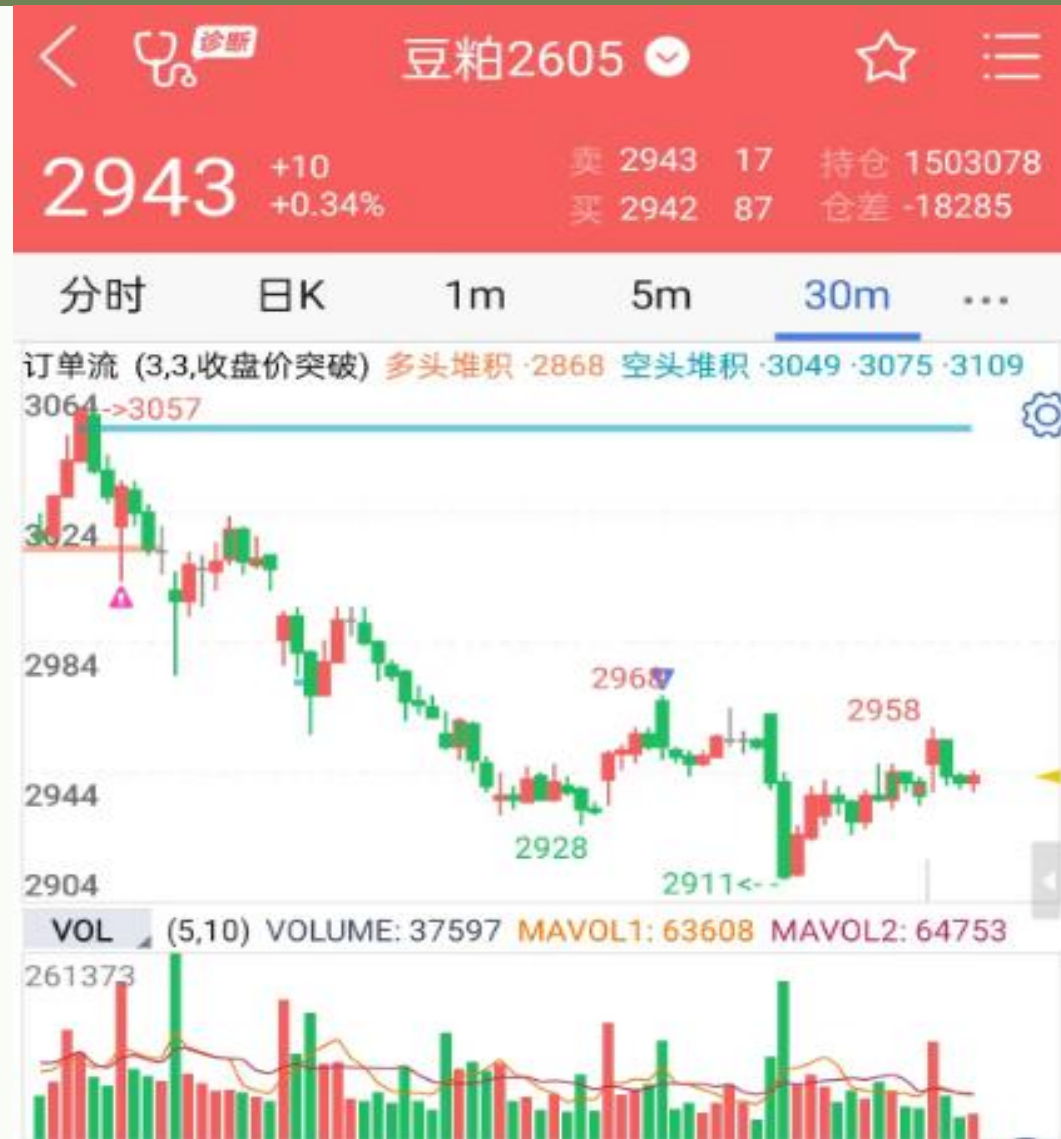 诊断
豆粕2605
2943 +10 +0.34%
卖 2943 17 持仓 1503078
买 2942 87 仓差 -18285
分时 日K 1m 5m 30m ...
订单流 (3,3,收盘价突破) 多头堆积 ·2868 空头堆积 ·3049 ·3075 ·3109
3064->3057
3024
2984
2968
2958
2944
2928
2911<--
2904
VOL (5,10) VOLUME: 37597 MAVOL1: 63608 MAVOL2: 64753
261373